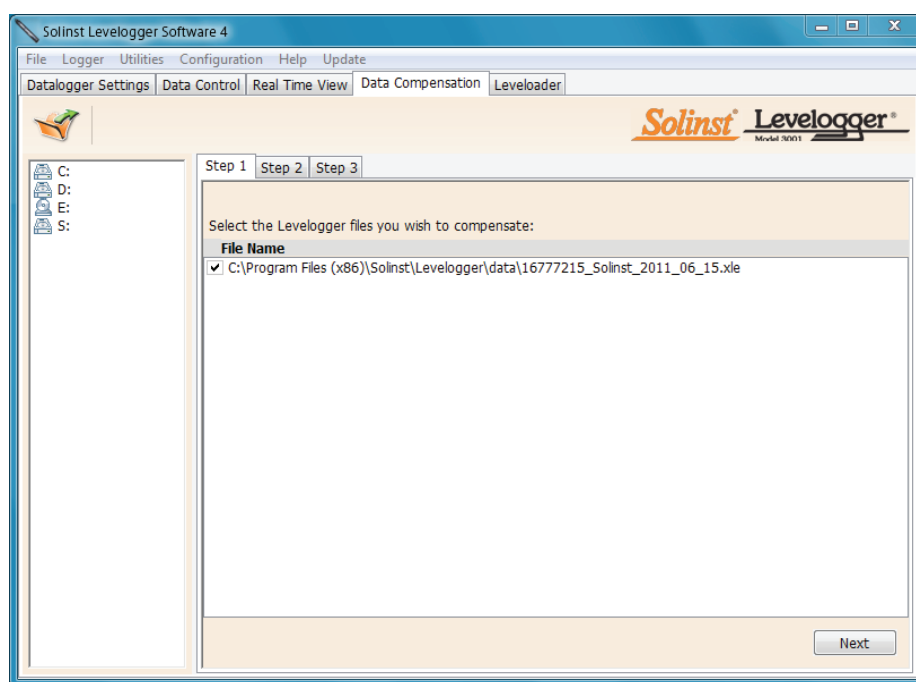 Solinst Levelogger Software 4
X
File Logger Utilities Configuration Help Update
Datalogger Settings Data Control Real Time View Data Compensation Leveloader
Solinst® Levelogger®
Model 3001
C:
D:
E:
S:
Step 1 Step 2 Step 3
Select the Levelogger files you wish to compensate:
File Name
C:\Program Files (x86)\Solinst\Levelogger\data\16777215_Solinst_2011_06_15.xle
Next